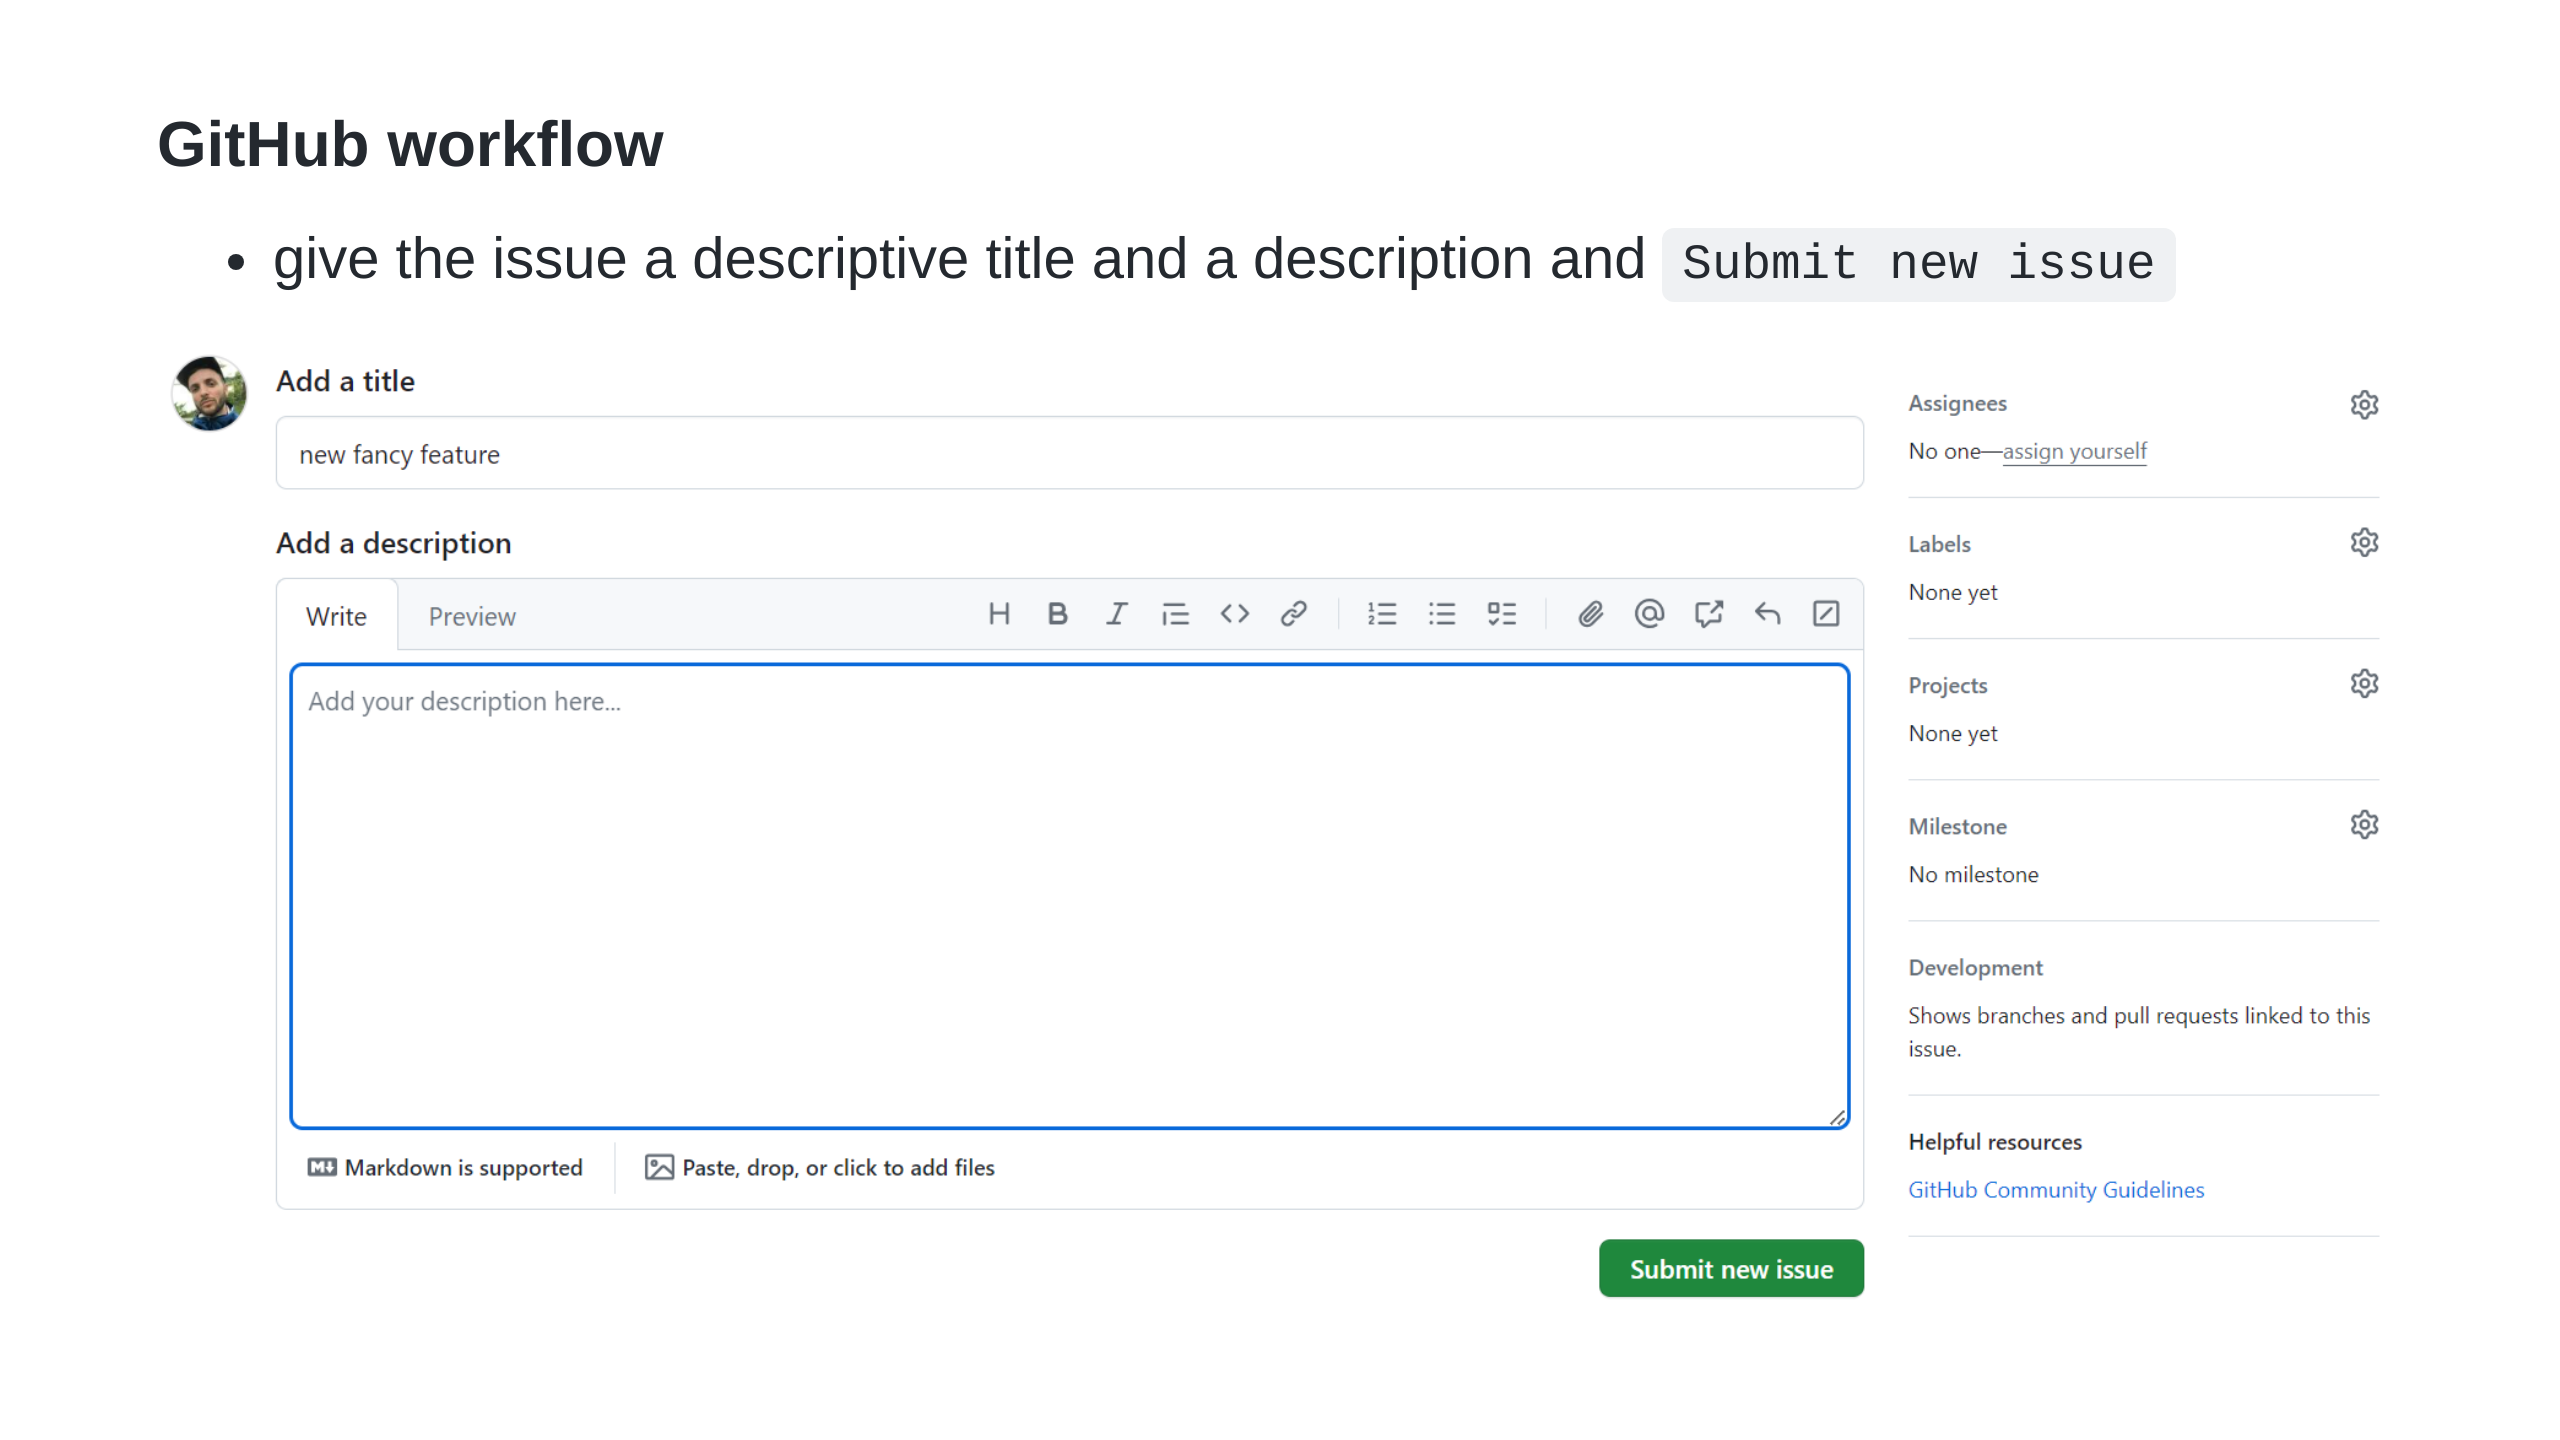 GitHub workflow
• give the issue a descriptive title and a description and Submit new issue
Add a title
new fancy feature
Add a description
Write Preview
Add your description here...
Markdown is supported
Paste, drop, or click to add files
Submit new issue
Assignees
No one—assign yourself
Labels
None yet
Projects
None yet
Milestone
No milestone
Development
Shows branches and pull requests linked to this
issue.
Helpful resources
GitHub Community Guidelines